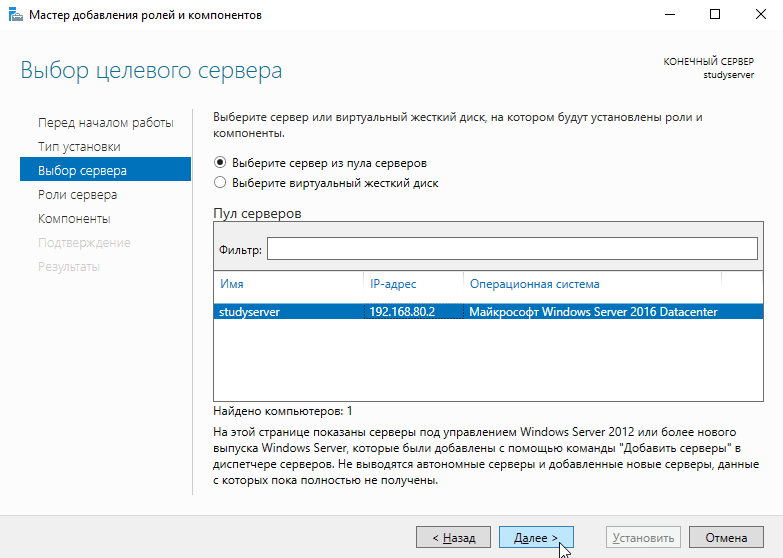 Мастер добавления ролей и компонентов
Выбор целевого сервера
КОНЕЧНЫЙ СЕРВЕР
studyserver
Перед началом работы
Тип установки
Выбор сервера
Роли сервера
Компоненты
Подтверждение
Результаты
Выберите сервер или виртуальный жесткий диск, на котором будут установлены роли и
компоненты.
Выберите сервер из пула серверов
Выберите виртуальный жесткий диск
Пул серверов
Фильтр:
Имя IP-адрес Операционная система
studyserver 192.168.80.2 Майкрософт Windows Server 2016 Datacenter
Найдено компьютеров: 1
На этой странице показаны серверы под управлением Windows Server 2012 или более нового
выпуска Windows Server, которые были добавлены с помощью команды "Добавить серверы" в
диспетчере серверов. Не выводятся автономные серверы и добавленные новые серверы, данные
с которых пока полностью не получены.
< Назад Далее > Установить Отмена